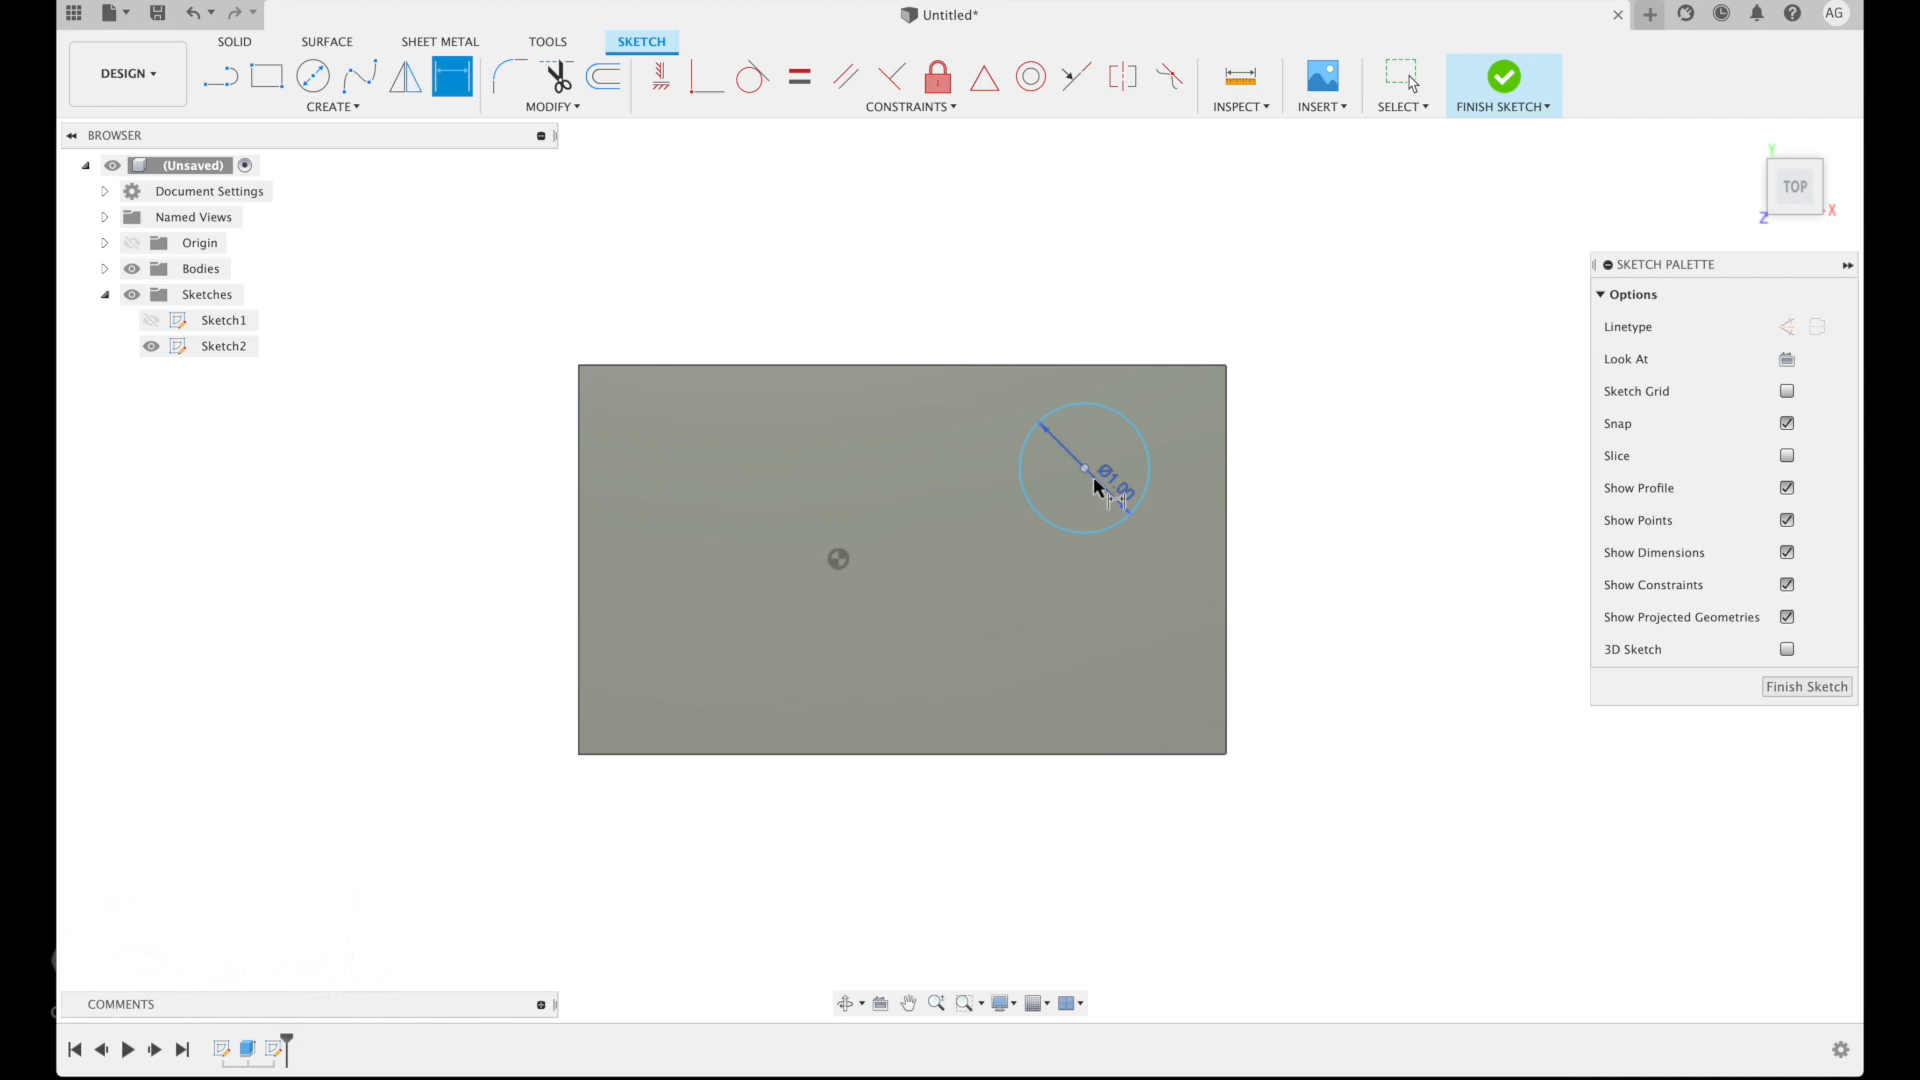 Untitled*
AG
SOLID
SURFACE
SHEET METAL
TOOLS
SKETCH
DESIGN
CREATE
MODIFY
CONSTRAINTS
INSPECT
INSERT
SELECT
FINISH SKETCH
BROWSER
(Unsaved)
Document Settings
Named Views
Origin
Bodies
Sketches
Sketch1
Sketch2
Y
TOP
Z
X
SKETCH PALETTE
Options
Linetype
Look At
Sketch Grid
Snap
Slice
Show Profile
Show Points
Show Dimensions
Show Constraints
Show Projected Geometries
3D Sketch
Finish Sketch
Ø1.00
COMMENTS